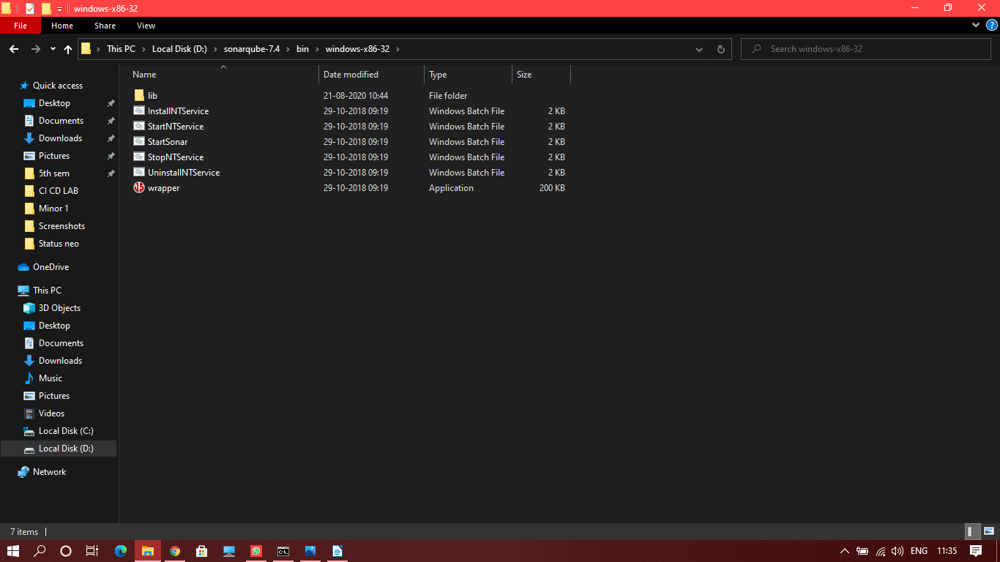 windows-x86-32
File Home Share View
This PC Local Disk (D:) sonarqube-7.4 bin windows-x86-32
Search windows-x86-32
Quick access
Desktop
Documents
Downloads
Pictures
5th sem
CI CD LAB
Minor 1
Screenshots
Status neo
OneDrive
This PC
3D Objects
Desktop
Documents
Downloads
Music
Pictures
Videos
Local Disk (C:)
Local Disk (D:)
Network
Name Date modified Type Size
lib 21-08-2020 10:44 File folder
InstallNTService 29-10-2018 09:19 Windows Batch File 2 KB
StartNTService 29-10-2018 09:19 Windows Batch File 2 KB
StartSonar 29-10-2018 09:19 Windows Batch File 2 KB
StopNTService 29-10-2018 09:19 Windows Batch File 2 KB
UninstallNTService 29-10-2018 09:19 Windows Batch File 2 KB
wrapper 29-10-2018 09:19 Application 200 KB
7 items
ENG 11:35